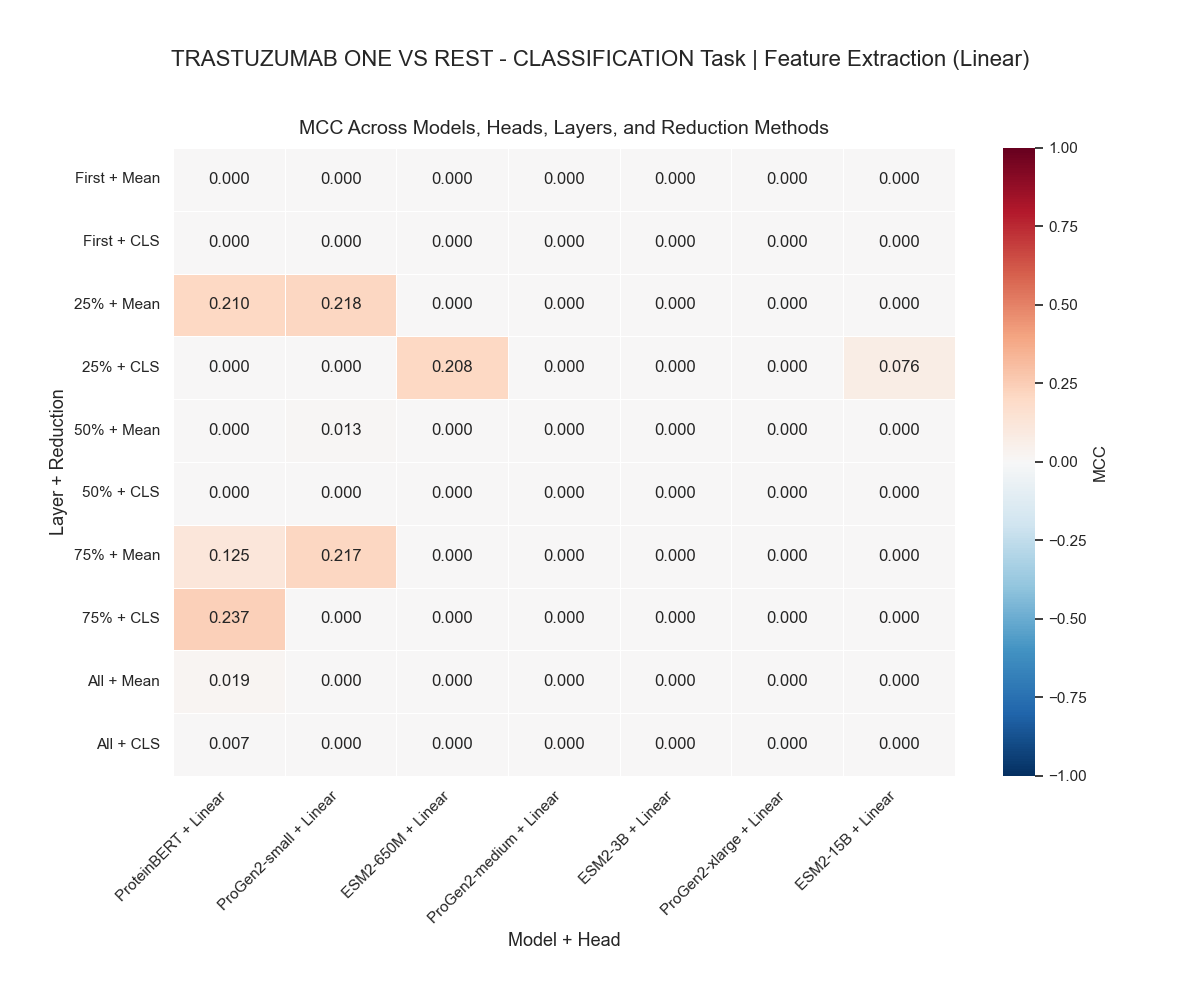 TRASTUZUMAB ONE VS REST - CLASSIFICATION Task | Feature Extraction (Linear)
MCC Across Models, Heads, Layers, and Reduction Methods
Layer + Reduction
First + Mean 0.000 0.000 0.000 0.000 0.000 0.000 0.000
First + CLS 0.000 0.000 0.000 0.000 0.000 0.000 0.000
25% + Mean 0.210 0.218 0.000 0.000 0.000 0.000 0.000
25% + CLS 0.000 0.000 0.208 0.000 0.000 0.000 0.076
50% + Mean 0.000 0.013 0.000 0.000 0.000 0.000 0.000
50% + CLS 0.000 0.000 0.000 0.000 0.000 0.000 0.000
75% + Mean 0.125 0.217 0.000 0.000 0.000 0.000 0.000
75% + CLS 0.237 0.000 0.000 0.000 0.000 0.000 0.000
All + Mean 0.019 0.000 0.000 0.000 0.000 0.000 0.000
All + CLS 0.007 0.000 0.000 0.000 0.000 0.000 0.000
ProteinBERT + Linear
ProGen2-small + Linear
ESM2-650M + Linear
ProGen2-medium + Linear
ESM2-3B + Linear
ProGen2-xlarge + Linear
ESM2-15B + Linear
Model + Head
1.00
0.75
0.50
0.25
0.00
−0.25
−0.50
−0.75
−1.00
MCC